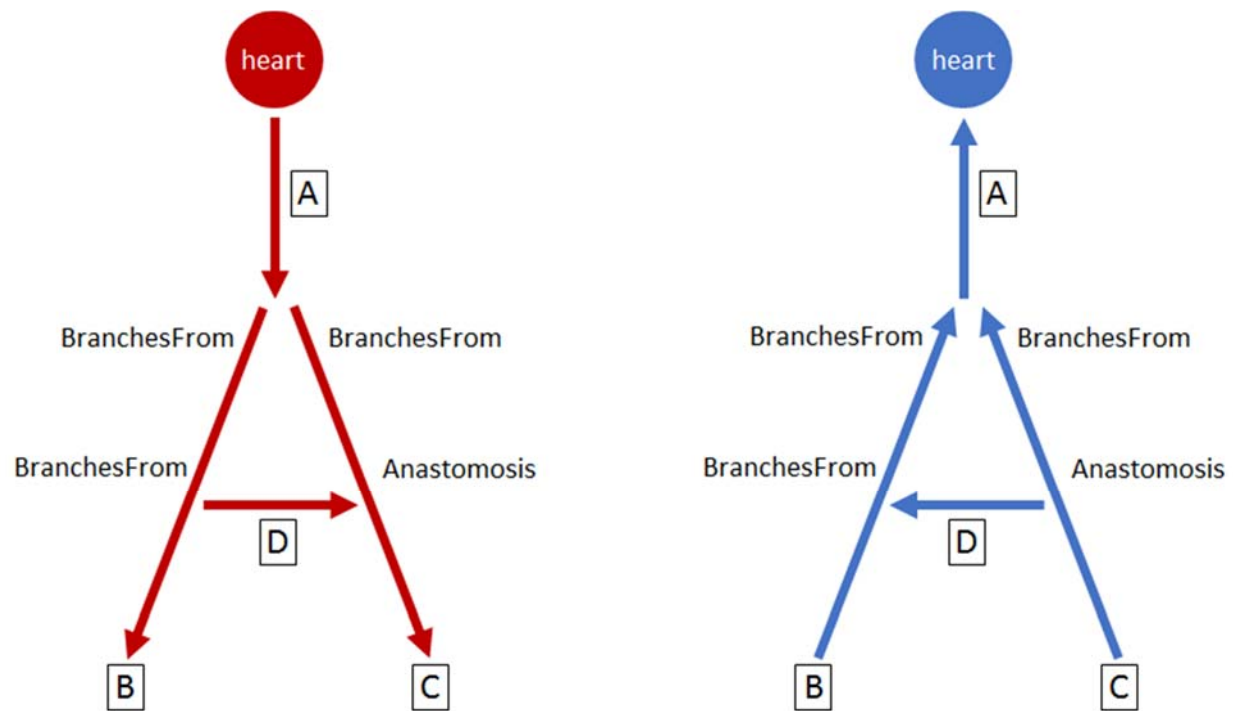 heart
A
BranchesFrom
BranchesFrom
BranchesFrom
Anastomosis
D
B
C
heart
A
BranchesFrom
BranchesFrom
BranchesFrom
Anastomosis
D
B
C